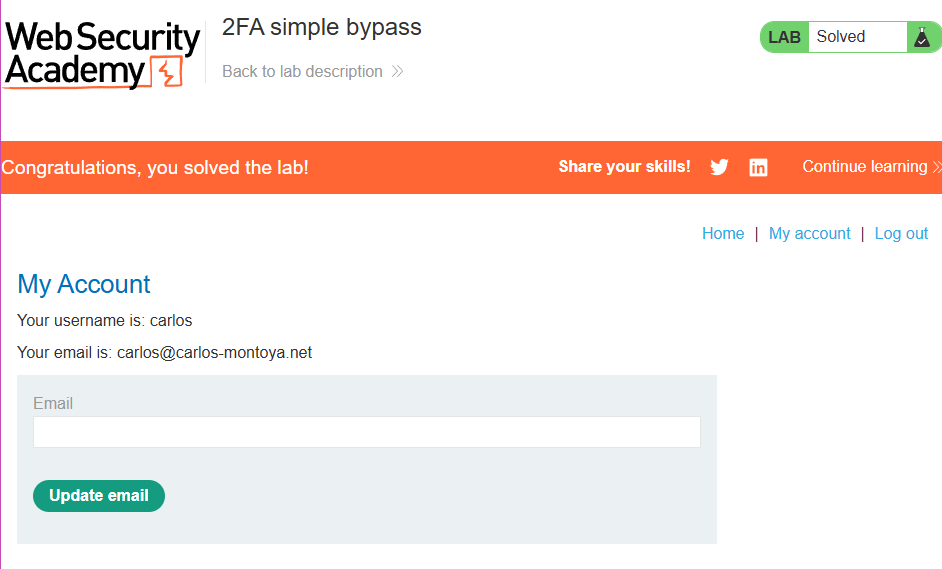 Web Security
Academy
2FA simple bypass
Back to lab description
LAB Solved
Congratulations, you solved the lab!
Share your skills!
Continue learning
Home | My account | Log out
My Account
Your username is: carlos
Your email is: carlos@carlos-montoya.net
Email
Update email